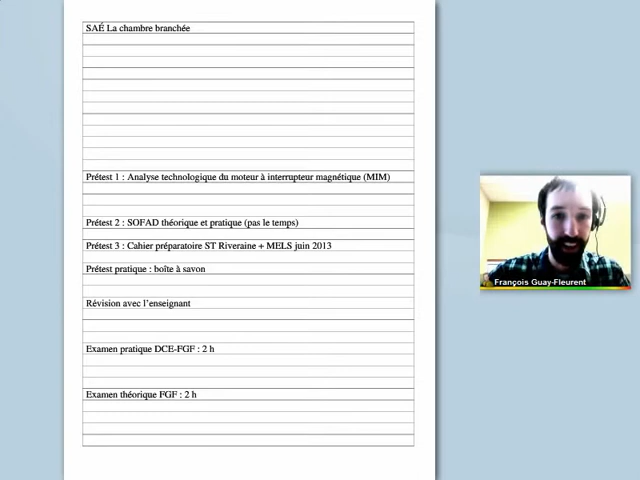 SAÉ La chambre branchée
Prétest 1 : Analyse technologique du moteur à interrupteur magnétique (MIM)
Prétest 2 : SOFAD théorique et pratique (pas le temps)
Prétest 3 : Cahier préparatoire ST Riveraine + MELS juin 2013
Prétest pratique : boîte à savon
Révision avec l'enseignant
Examen pratique DCE-FGF : 2 h
Examen théorique FGF : 2 h
François Guay-Fleurent